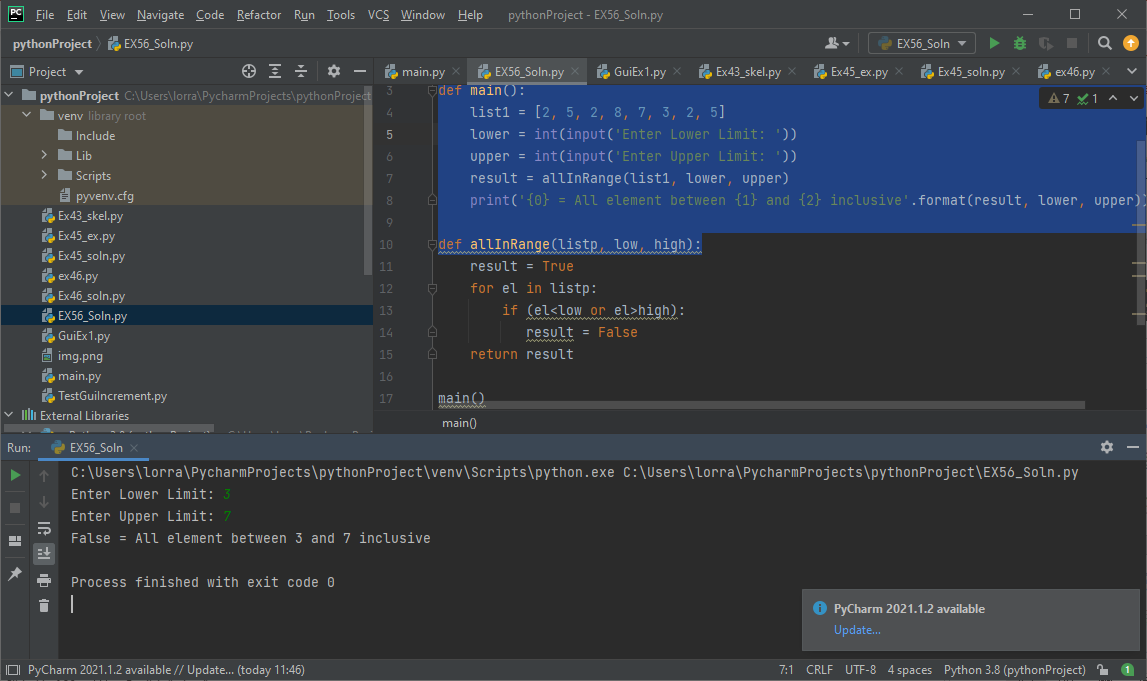 PC File Edit View Navigate Code Refactor Run Tools VCS Window Help pythonProject - EX56_Soln.py
pythonProject EX56_Soln.py EX56_Soln
Project main.py EX56_Soln.py GuiEx1.py Ex43_skel.py Ex45_ex.py Ex45_soln.py ex46.py
pythonProject C:\Users\lorra\PycharmProjects\pythonProject
venv library root
Include
Lib
Scripts
pyvenv.cfg
Ex43_skel.py
Ex45_ex.py
Ex45_soln.py
ex46.py
Ex46_soln.py
EX56_Soln.py
GuiEx1.py
img.png
main.py
TestGuiIncrement.py
External Libraries
7 1
3 def main():
4 list1 = [2, 5, 2, 8, 7, 3, 2, 5]
5 lower = int(input('Enter Lower Limit: '))
6 upper = int(input('Enter Upper Limit: '))
7 result = allInRange(list1, lower, upper)
8 print('{0} = All element between {1} and {2} inclusive'.format(result, lower, upper))
9
10 def allInRange(listp, low, high):
11 result = True
12 for el in listp:
13 if (el<low or el>high):
14 result = False
15 return result
16
17 main()
main()
Run: EX56_Soln
C:\Users\lorra\PycharmProjects\pythonProject\venv\Scripts\python.exe C:\Users\lorra\PycharmProjects\pythonProject\EX56_Soln.py
Enter Lower Limit: 3
Enter Upper Limit: 7
False = All element between 3 and 7 inclusive
Process finished with exit code 0
PyCharm 2021.1.2 available
Update...
PyCharm 2021.1.2 available // Update... (today 11:46) 7:1 CRLF UTF-8 4 spaces Python 3.8 (pythonProject) 1